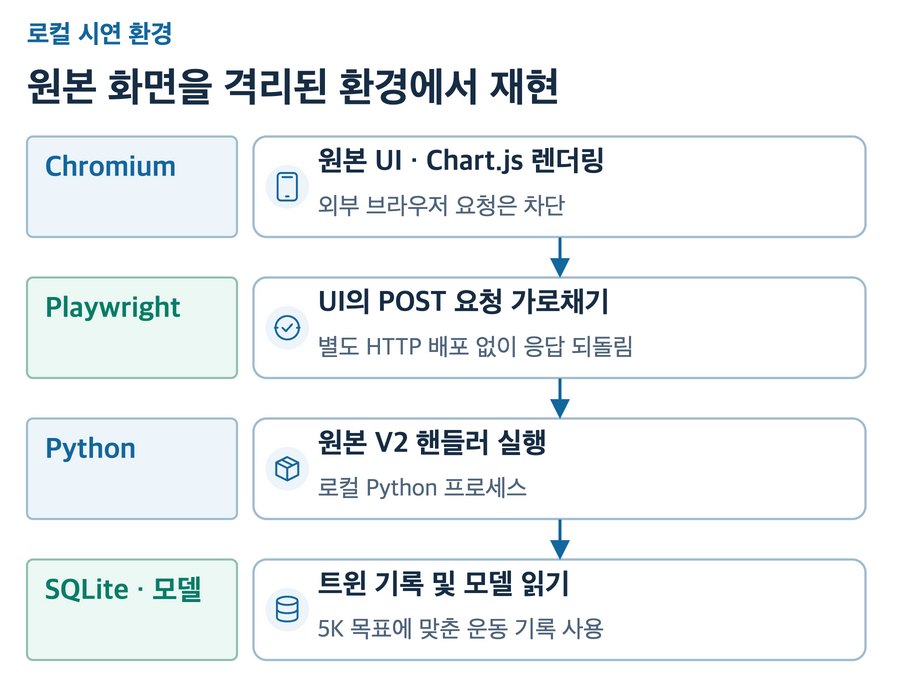 로컬 시연 환경
원본 화면을 격리된 환경에서 재현
Chromium
원본 UI · Chart.js 렌더링
외부 브라우저 요청은 차단
Playwright
UI의 POST 요청 가로채기
별도 HTTP 배포 없이 응답 되돌림
Python
원본 V2 핸들러 실행
로컬 Python 프로세스
SQLite · 모델
트윈 기록 및 모델 읽기
5K 목표에 맞춘 운동 기록 사용